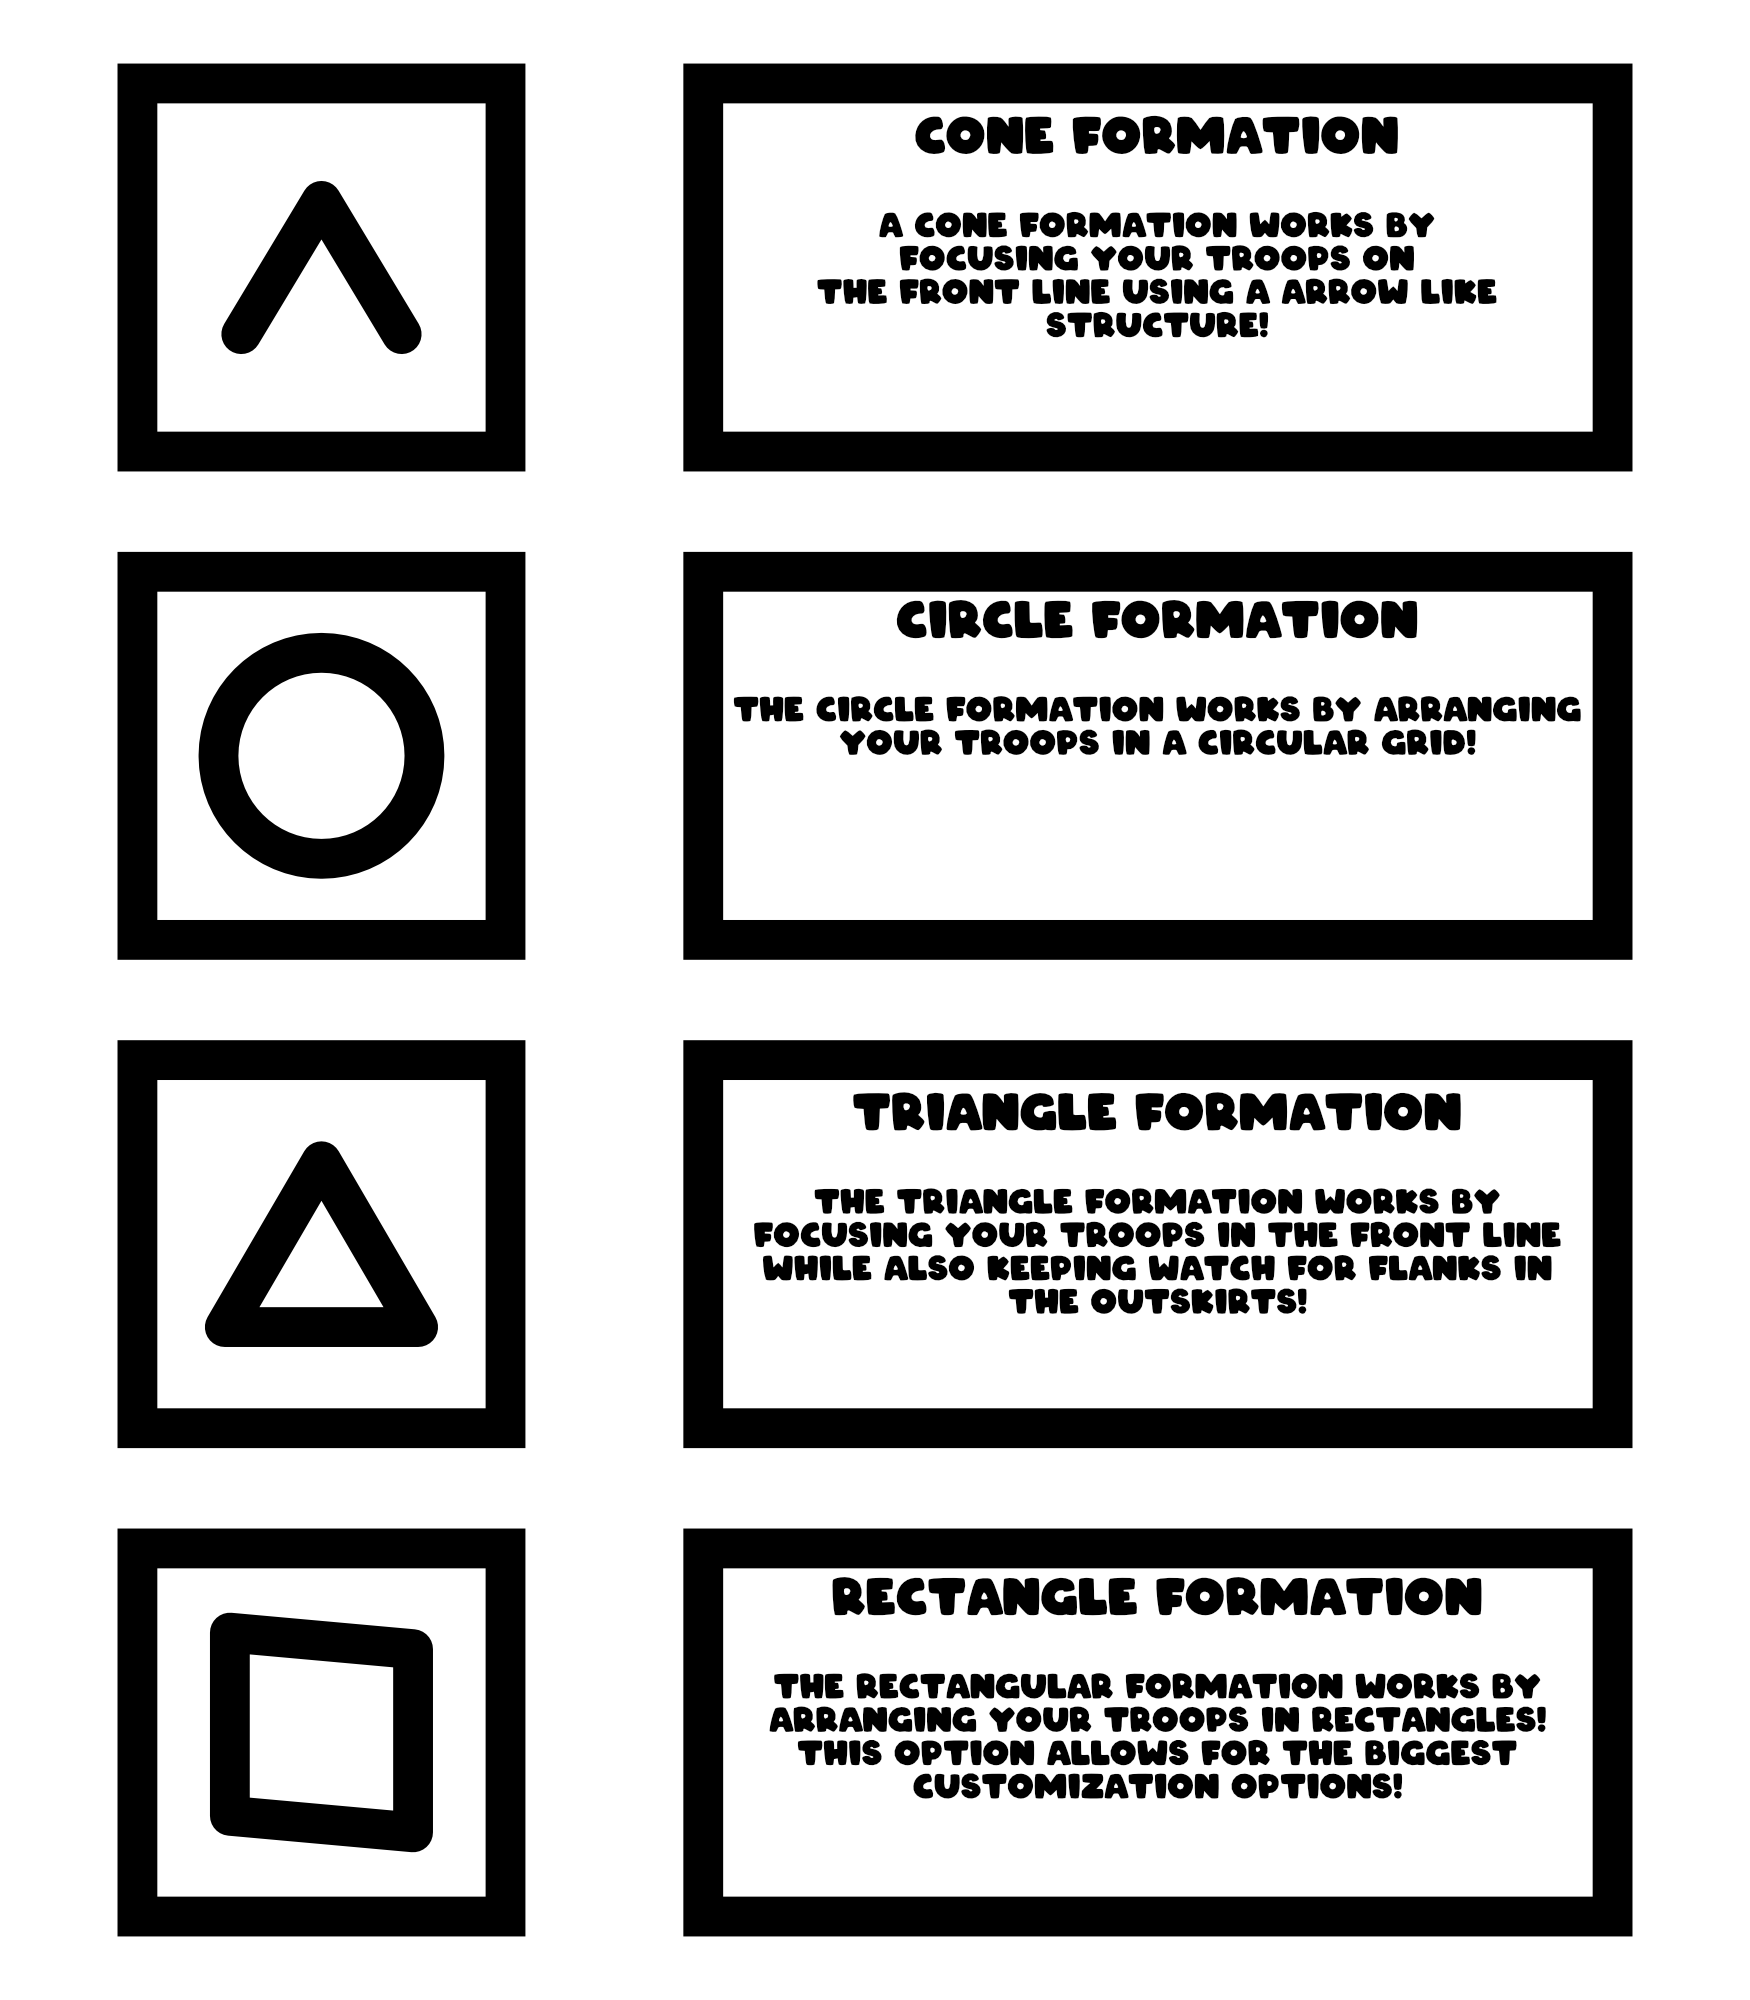 CONE FORMATION
A CONE FORMATION WORKS BY
FOCUSING YOUR TROOPS ON
THE FRONT LINE USING A ARROW LIKE
STRUCTURE!
CIRCLE FORMATION
THE CIRCLE FORMATION WORKS BY ARRANGING
YOUR TROOPS IN A CIRCULAR GRID!
TRIANGLE FORMATION
THE TRIANGLE FORMATION WORKS BY
FOCUSING YOUR TROOPS IN THE FRONT LINE
WHILE ALSO KEEPING WATCH FOR FLANKS IN
THE OUTSKIRTS!
RECTANGLE FORMATION
THE RECTANGULAR FORMATION WORKS BY
ARRANGING YOUR TROOPS IN RECTANGLES!
THIS OPTION ALLOWS FOR THE BIGGEST
CUSTOMIZATION OPTIONS!